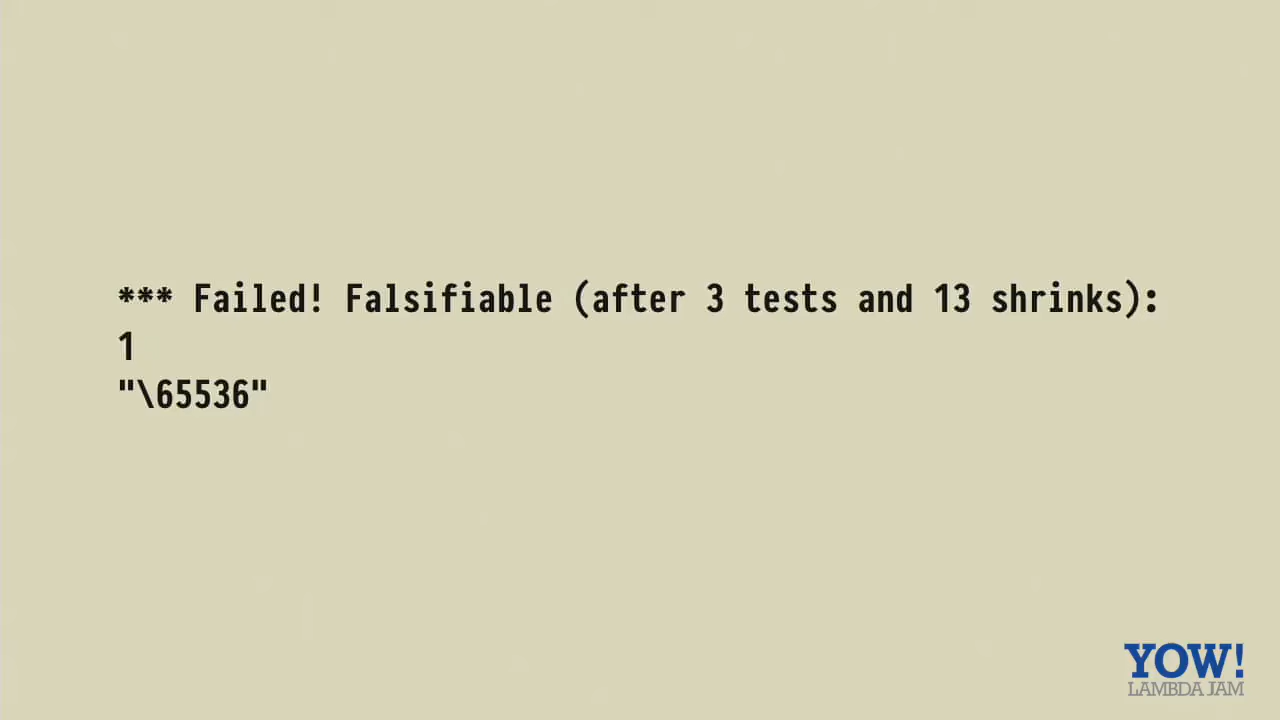 *** Failed! Falsifiable (after 3 tests and 13 shrinks):
1
"\65536"
YOW!
LAMBDA JAM